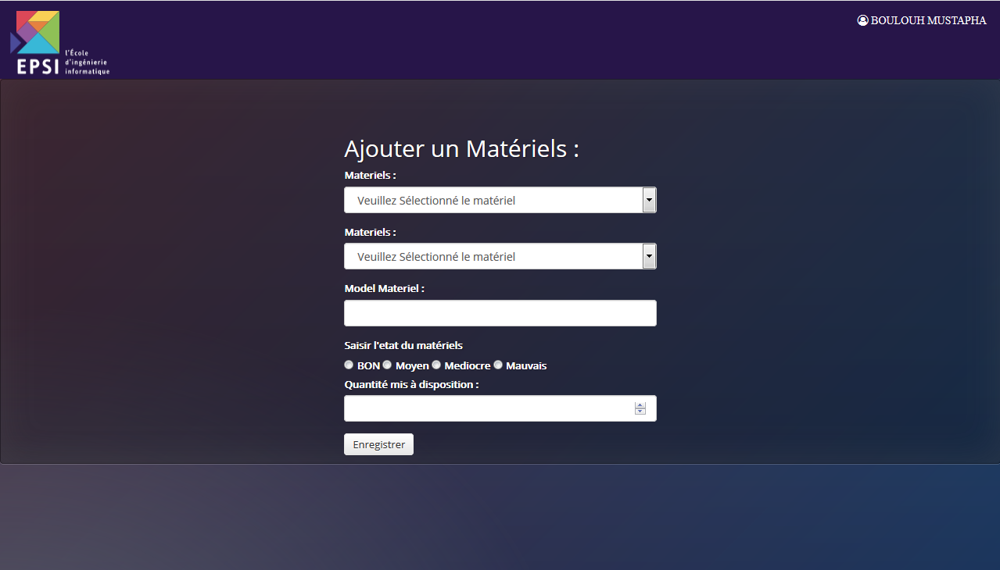 BOULOUH MUSTAPHA
EPSI
l'École
d'ingénierie
informatique
Ajouter un Matériels :
Materiels :
Veuillez Sélectionné le matériel
Materiels :
Veuillez Sélectionné le matériel
Model Materiel :
Saisir l'etat du matériels
BON Moyen Mediocre Mauvais
Quantité mis à disposition :
Enregistrer